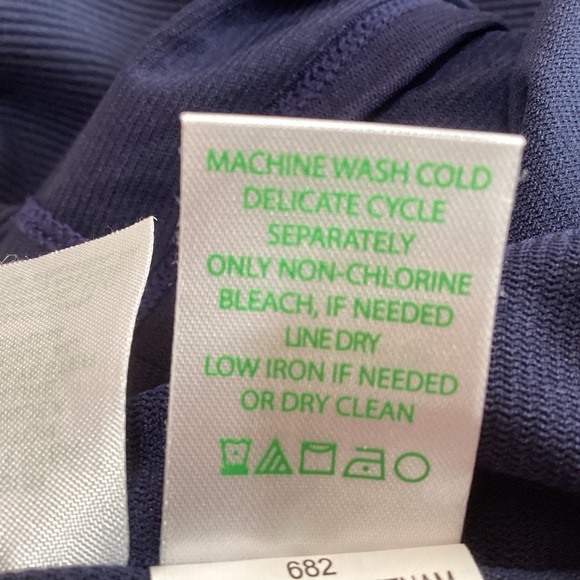 MACHINE WASH COLD
DELICATE CYCLE
SEPARATELY
ONLY NON-CHLORINE
BLEACH, IF NEEDED
LINE DRY
LOW IRON IF NEEDED
OR DRY CLEAN
682